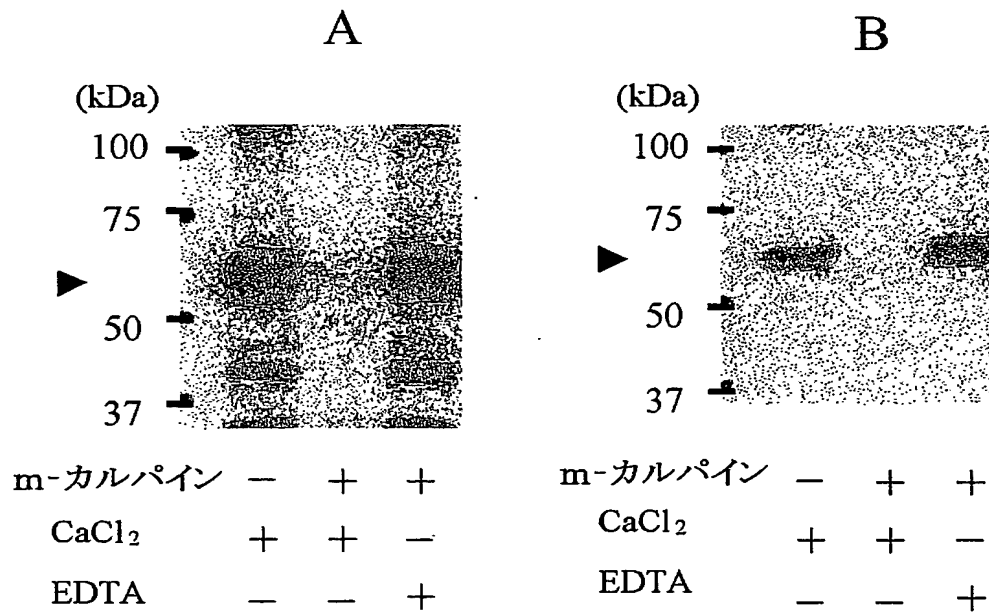 A
(kDa)
100
75
50
37
m-カルパイン － ＋ ＋
CaCl₂ ＋ ＋ －
EDTA － － ＋
B
(kDa)
100
75
50
37
m-カルパイン － ＋ ＋
CaCl₂ ＋ ＋ －
EDTA － － ＋